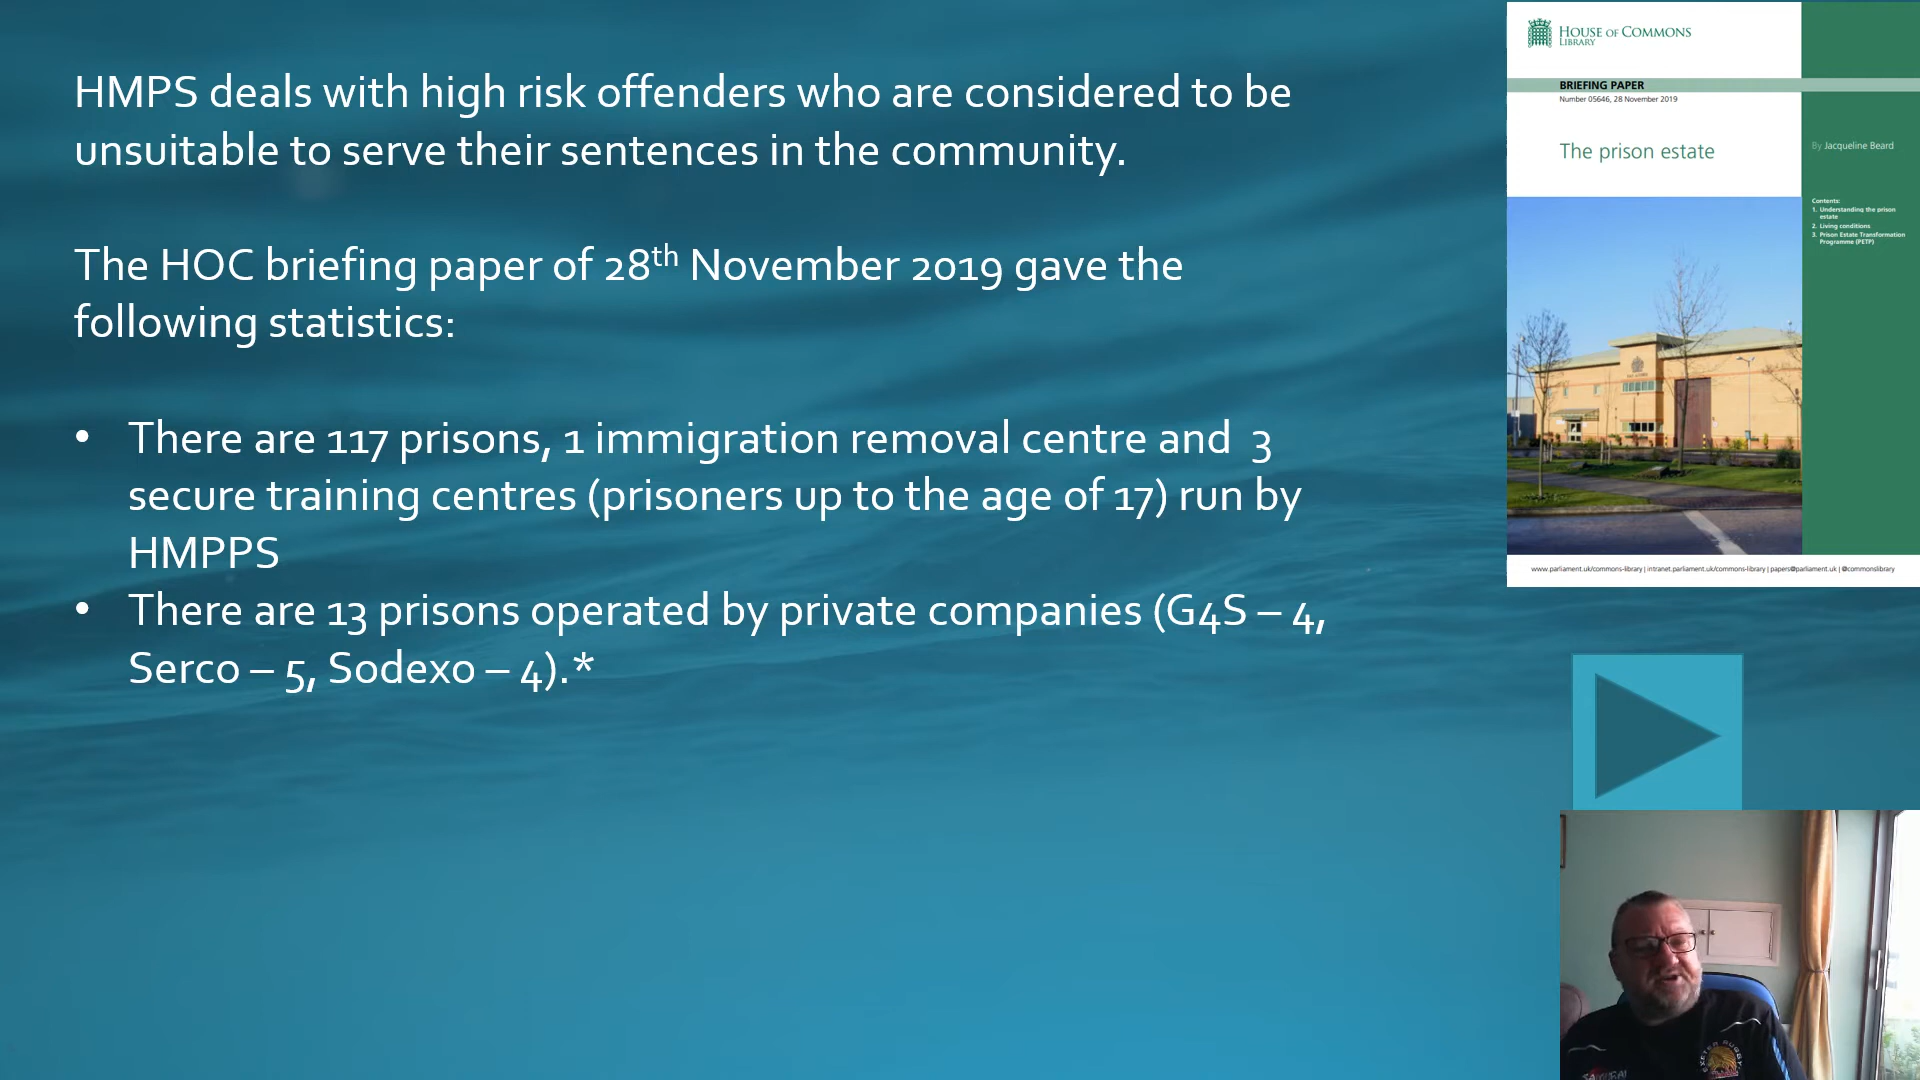 HMPS deals with high risk offenders who are considered to be
unsuitable to serve their sentences in the community.
The HOC briefing paper of 28th November 2019 gave the
following statistics:
• There are 117 prisons, 1 immigration removal centre and 3
secure training centres (prisoners up to the age of 17) run by
HMPPS
• There are 13 prisons operated by private companies (G4S – 4,
Serco – 5, Sodexo – 4).*
HOUSE OF COMMONS
LIBRARY
BRIEFING PAPER
Number 05646, 28 November 2019
The prison estate
By Jacqueline Beard
Contents:
1. Understanding the prison
estate
2. Living conditions
3. Prison Estate Transformation
Programme (PETP)
www.parliament.uk/commons-library | intranet.parliament.uk/commons-library | papers@parliament.uk | @commonslibrary
EXETER RUGBY
SAMURAI